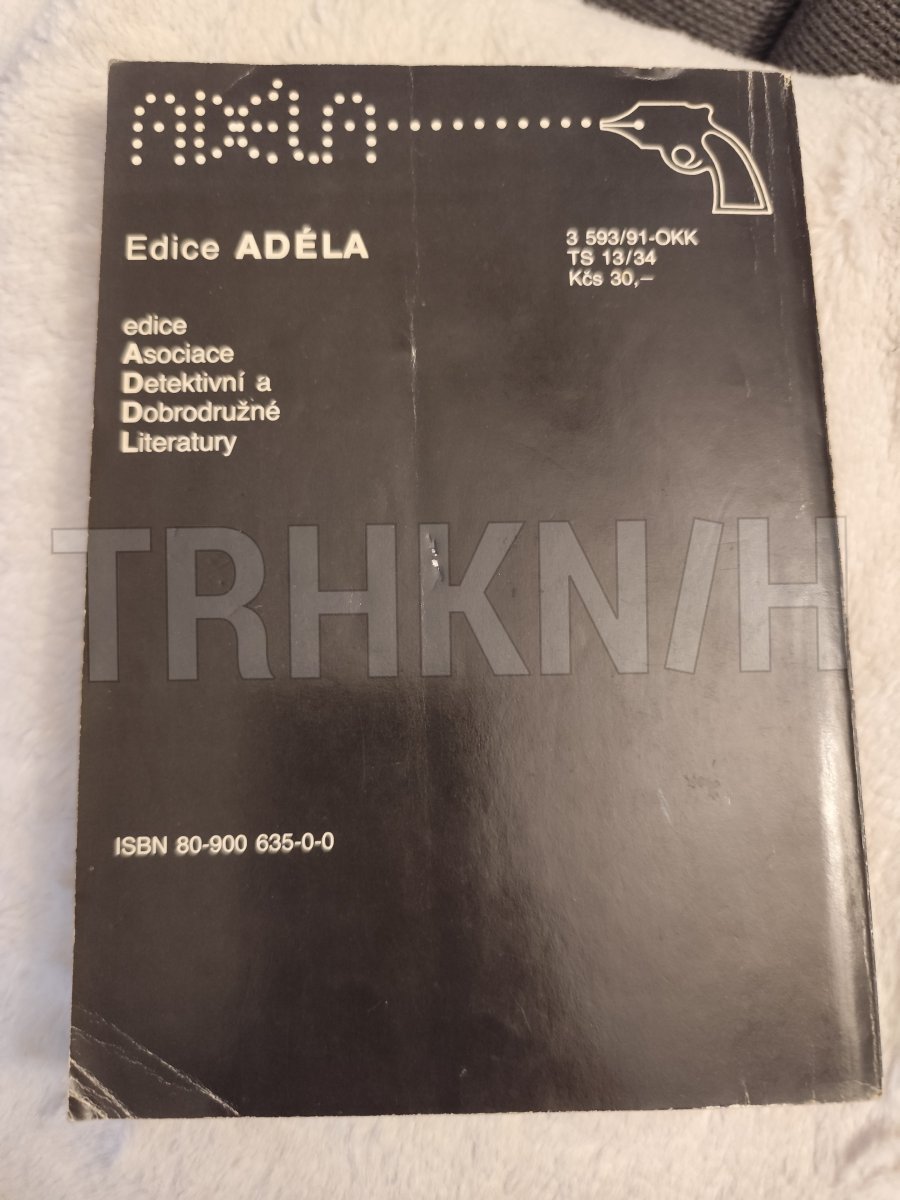 ADÉLA
Edice ADÉLA
3 593/91-OKK
TS 13/34
Kčs 30,—
edice
Asociace
Detektivní a
Dobrodružné
Literatury
TRHKN/H
ISBN 80-900 635-0-0